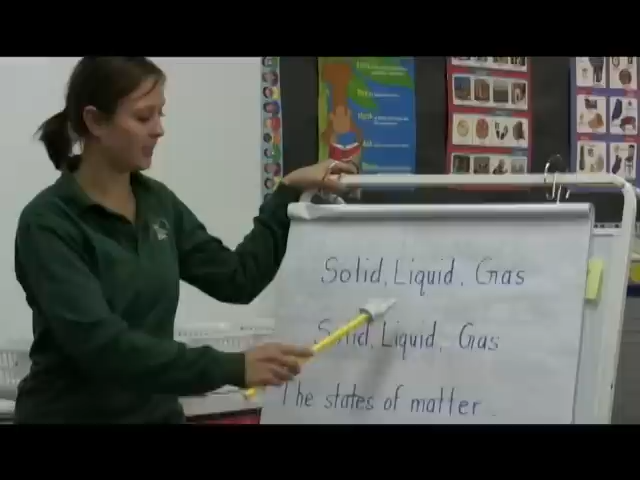 Solid, Liquid, Gas
Solid, Liquid, Gas
The states of matter.